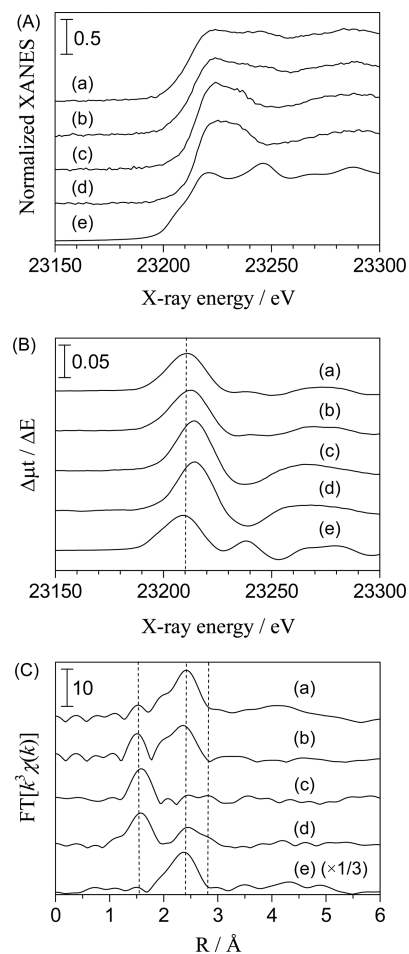 (A)
0.5
Normalized XANES
(a)
(b)
(c)
(d)
(e)
23150 23200 23250 23300
X-ray energy / eV
(B)
0.05
Δμt / ΔE
(a)
(b)
(c)
(d)
(e)
23150 23200 23250 23300
X-ray energy / eV
(C)
10
FT[k³χ(k)]
(a)
(b)
(c)
(d)
(e) (×1/3)
0 1 2 3 4 5 6
R / Å